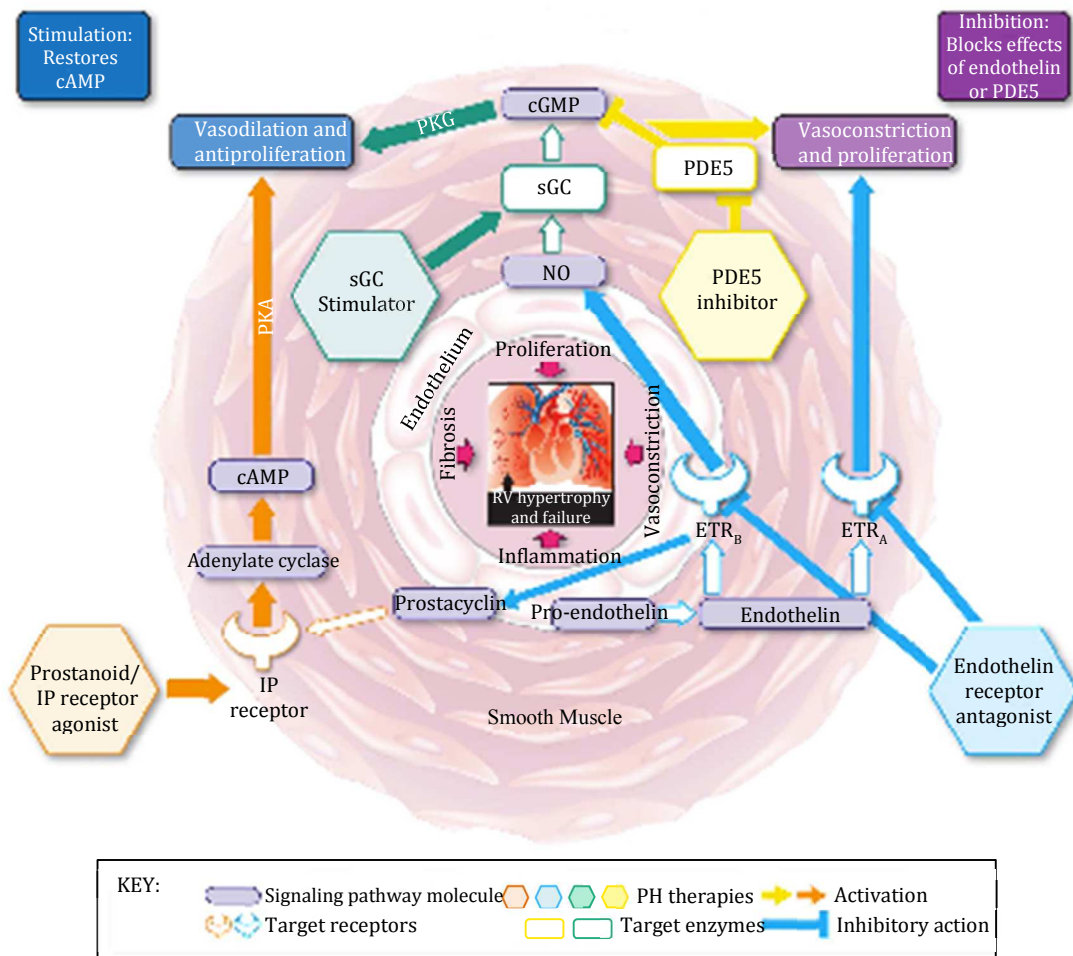 Stimulation:
Restores
cAMP
Inhibition:
Blocks effects
of endothelin
or PDE5
cGMP
PKG
Vasodilation and
antiproliferation
Vasoconstriction
and proliferation
PDE5
sGC
NO
sGC
Stimulator
PDE5
inhibitor
PKA
Endothelium
Proliferation
Fibrosis
Vasoconstriction
RV hypertrophy
and failure
Inflammation
cAMP
Adenylate cyclase
ETRB
ETRA
Prostacyclin
Pro-endothelin
Endothelin
Prostanoid/
IP receptor
agonist
IP
receptor
Endothelin
receptor
antagonist
Smooth Muscle
KEY:
Signaling pathway molecule
PH therapies
Activation
Target receptors
Target enzymes
Inhibitory action